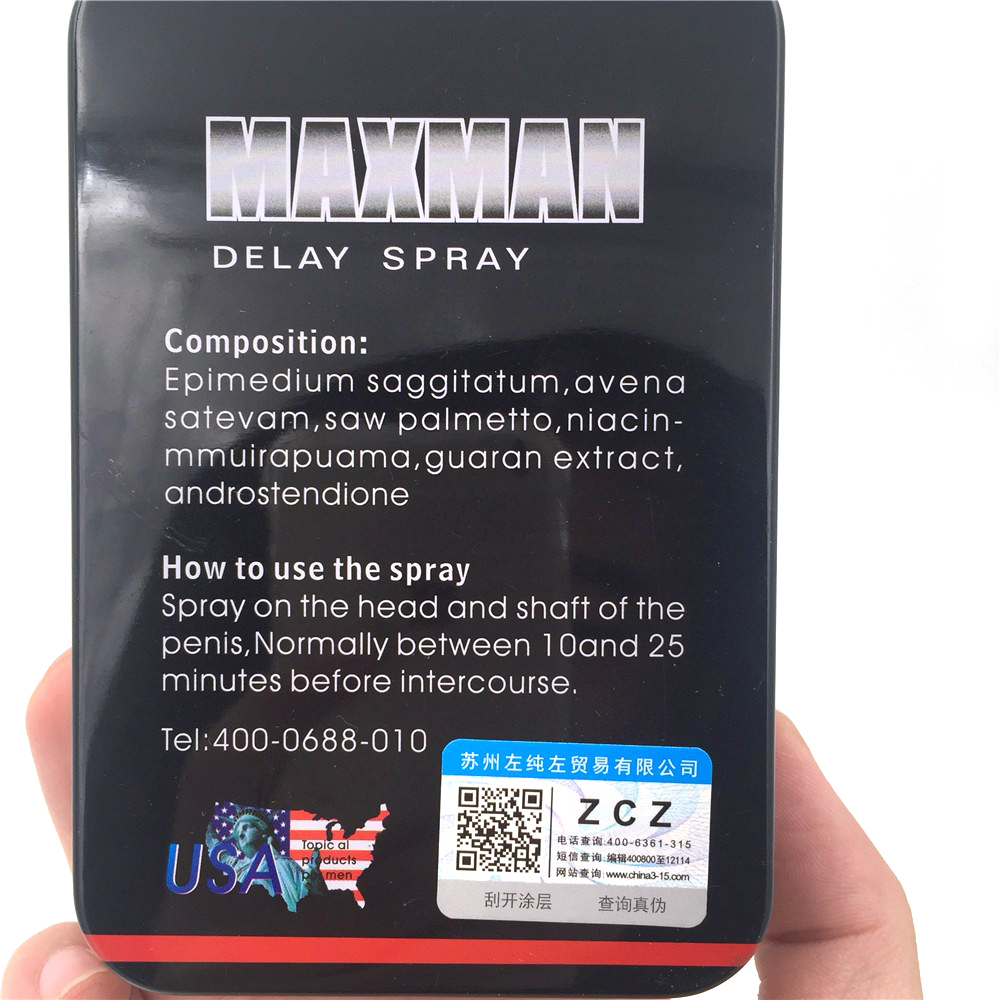 MAXMAN
DELAY SPRAY
Composition:
Epimedium saggitatum,avena
satevam,saw palmetto,niacin-
mmuirapuama,guaran extract,
androstendione
How to use the spray
Spray on the head and shaft of the
penis,Normally between 10and 25
minutes before intercourse.
Tel:400-0688-010
苏州左纯左贸易有限公司
ZCZ
电话查询:400-6361-315
短信查询:编辑400800至12114
网站查询:www.china3-15.com
刮开涂层 查询真伪
USA
Topic al
products
men